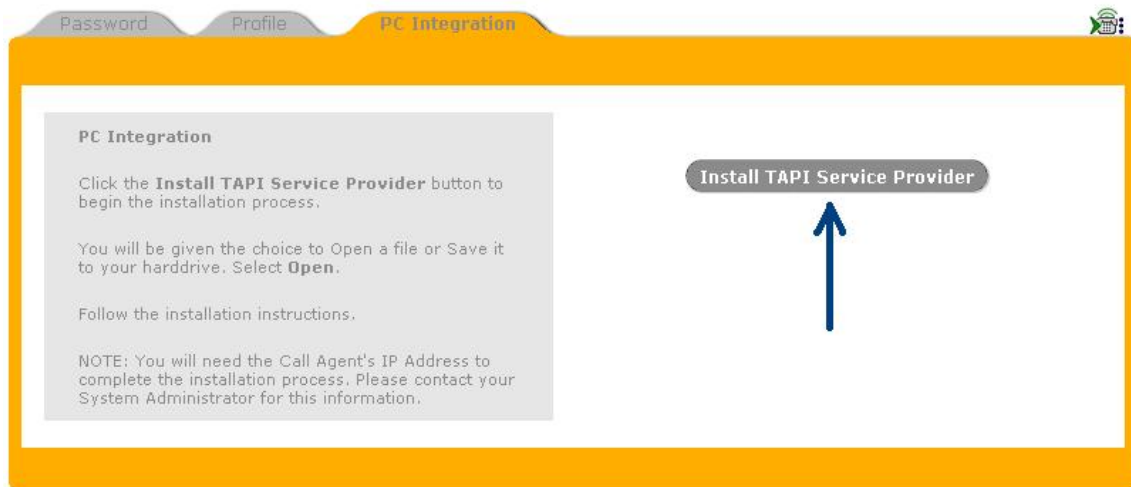 Password Profile PC Integration
PC Integration
Click the Install TAPI Service Provider button to
begin the installation process.
You will be given the choice to Open a file or Save it
to your harddrive. Select Open.
Follow the installation instructions.
NOTE: You will need the Call Agent's IP Address to
complete the installation process. Please contact your
System Administrator for this information.
Install TAPI Service Provider